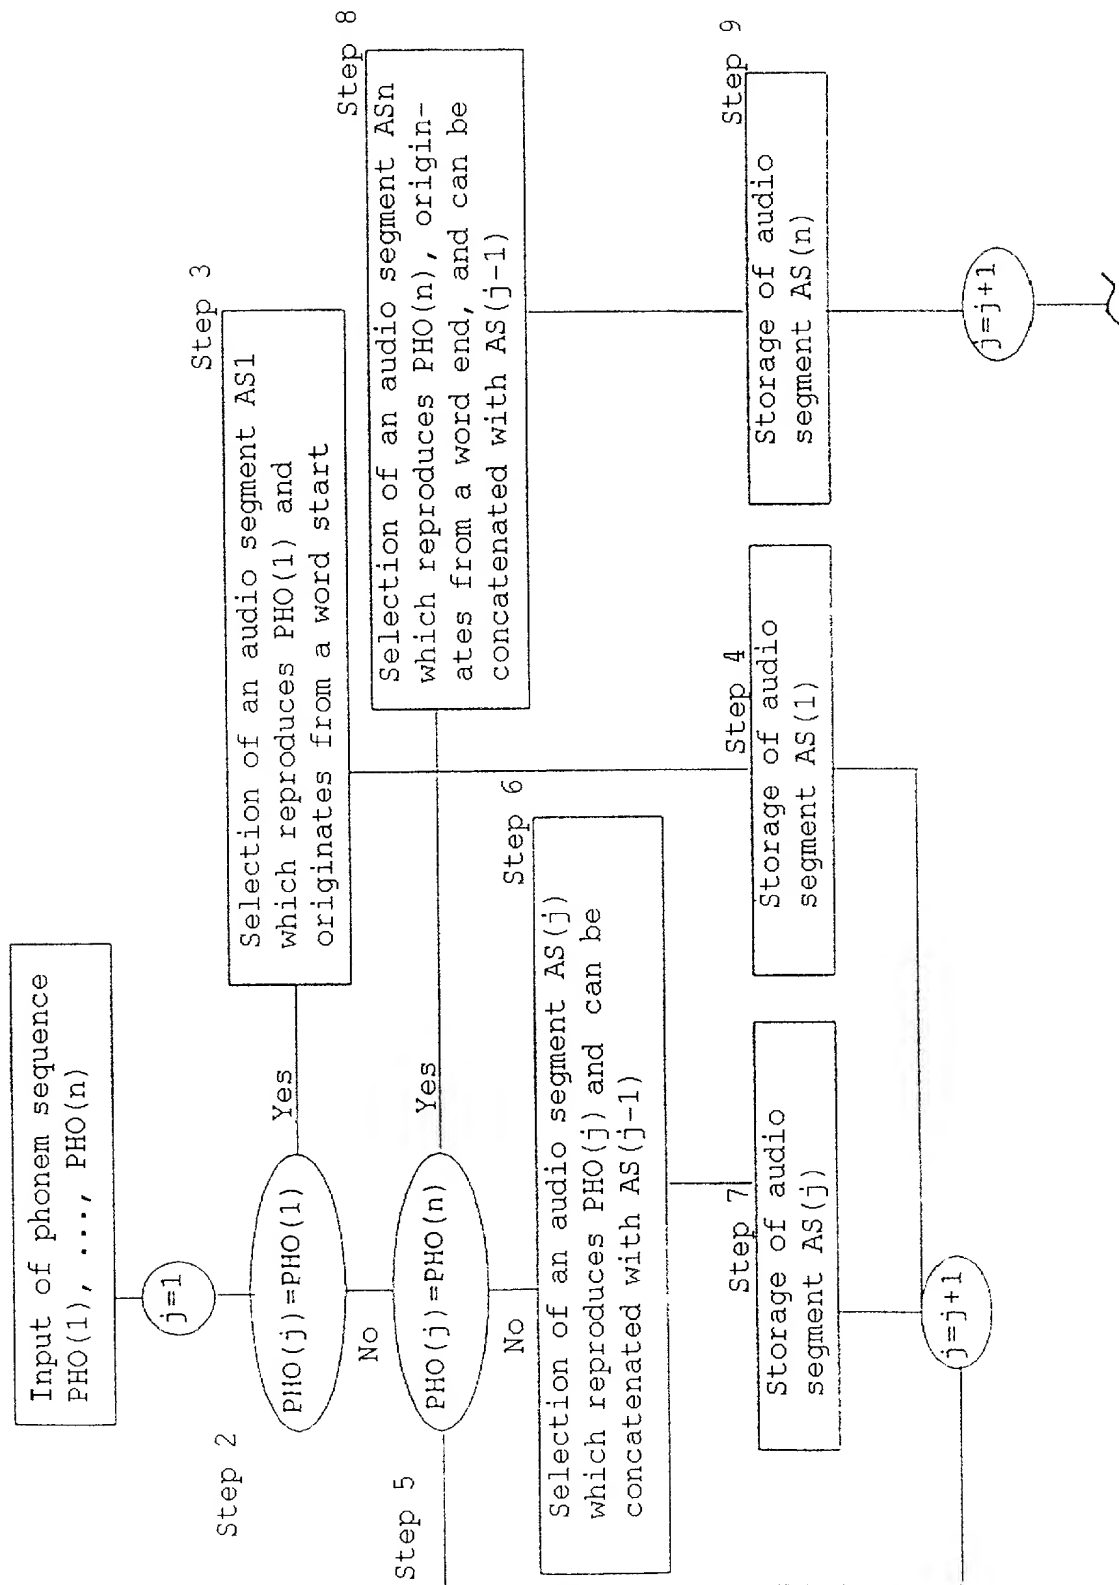 Input of phonem sequence
PHO(1), ..., PHO(n)
j=1
Step 2
PHO(j)=PHO(1)
Yes
No
Step 3
Selection of an audio segment AS1
which reproduces PHO(1) and
originates from a word start
Step 5
PHO(j)=PHO(n)
Yes
No
Step 8
Selection of an audio segment ASn
which reproduces PHO(n), origin-
ates from a word end, and can be
concatenated with AS(j-1)
Step 6
Selection of an audio segment AS(j)
which reproduces PHO(j) and can be
concatenated with AS(j-1)
Step 7
Storage of audio
segment AS(j)
Step 4
Storage of audio
segment AS(1)
Step 9
Storage of audio
segment AS(n)
j=j+1
j=j+1